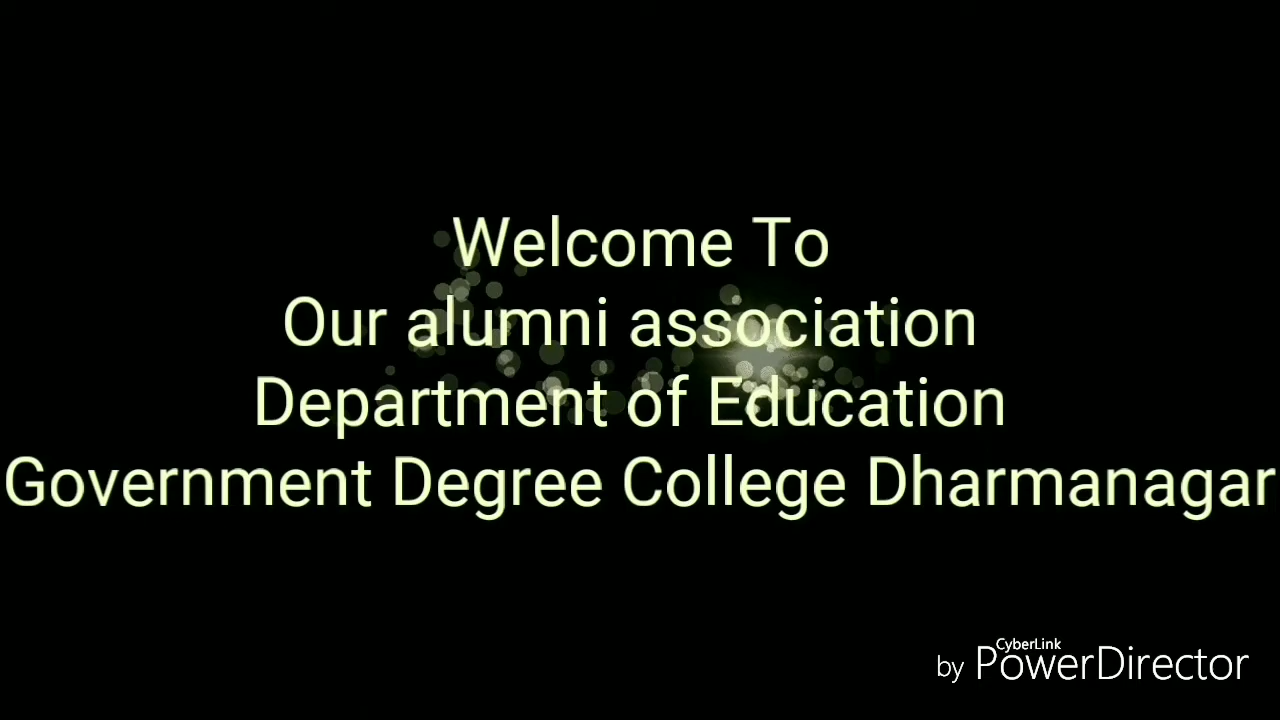 Welcome To
Our alumni association
Department of Education
Government Degree College Dharmanagar
CyberLink
by PowerDirector